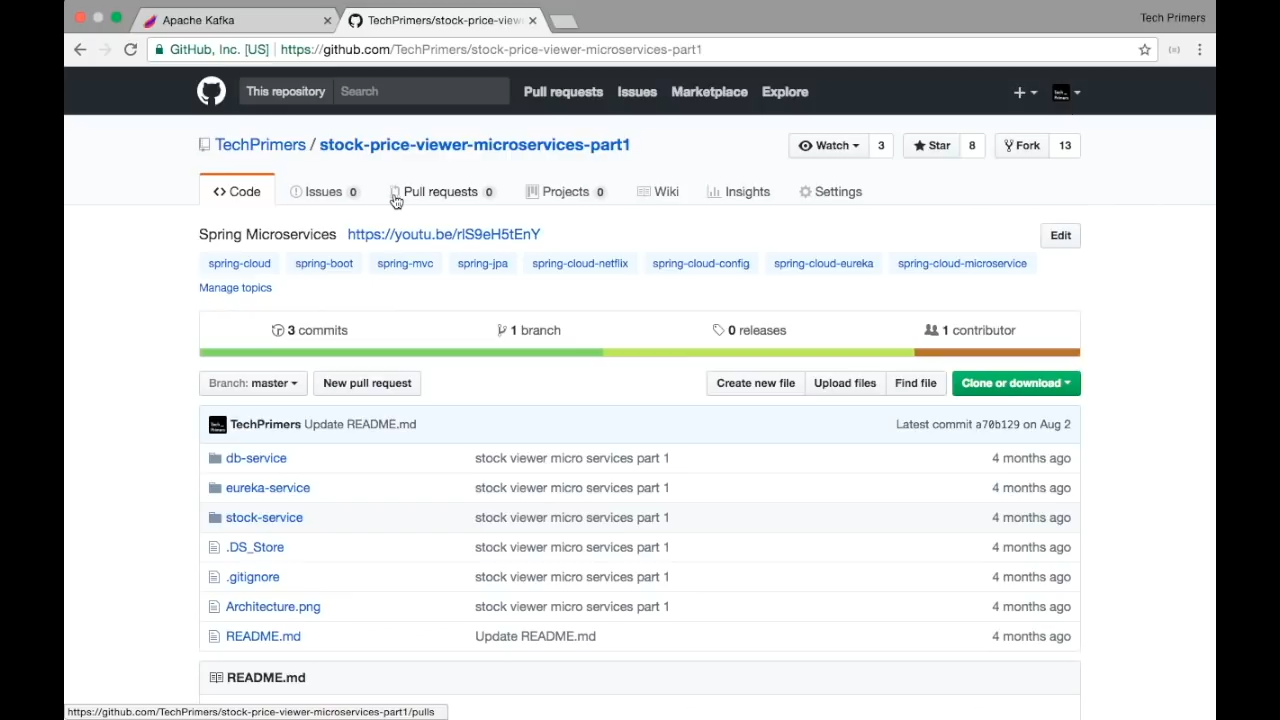 Apache Kafka
TechPrimers/stock-price-view
Tech Primers
GitHub, Inc. [US] https://github.com/TechPrimers/stock-price-viewer-microservices-part1
This repository Search Pull requests Issues Marketplace Explore
TechPrimers / stock-price-viewer-microservices-part1
Watch 3 Star 8 Fork 13
Code Issues 0 Pull requests 0 Projects 0 Wiki Insights Settings
Spring Microservices https://youtu.be/rlS9eH5tEnY Edit
spring-cloud spring-boot spring-mvc spring-jpa spring-cloud-netflix spring-cloud-config spring-cloud-eureka spring-cloud-microservice
Manage topics
3 commits 1 branch 0 releases 1 contributor
Branch: master New pull request Create new file Upload files Find file Clone or download
TechPrimers Update README.md Latest commit a70b129 on Aug 2
db-service stock viewer micro services part 1 4 months ago
eureka-service stock viewer micro services part 1 4 months ago
stock-service stock viewer micro services part 1 4 months ago
.DS_Store stock viewer micro services part 1 4 months ago
.gitignore stock viewer micro services part 1 4 months ago
Architecture.png stock viewer micro services part 1 4 months ago
README.md Update README.md 4 months ago
README.md
https://github.com/TechPrimers/stock-price-viewer-microservices-part1/pulls